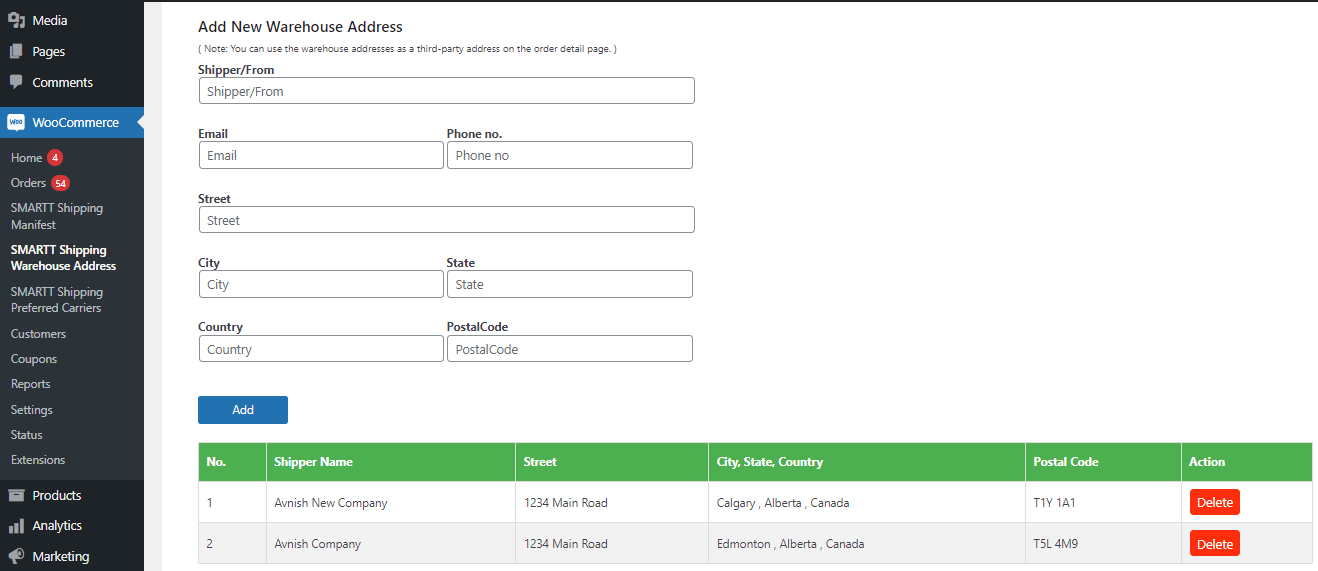 Media
Pages
Comments
woo WooCommerce
Home 4
Orders 54
SMARTT Shipping
Manifest
SMARTT Shipping
Warehouse Address
SMARTT Shipping
Preferred Carriers
Customers
Coupons
Reports
Settings
Status
Extensions
Products
Analytics
Marketing
Add New Warehouse Address
( Note: You can use the warehouse addresses as a third-party address on the order detail page. )
Shipper/From
Shipper/From
Email Phone no.
Email Phone no
Street
Street
City State
City State
Country PostalCode
Country PostalCode
Add
No. Shipper Name Street City, State, Country Postal Code Action
1 Avnish New Company 1234 Main Road Calgary , Alberta , Canada T1Y 1A1 Delete
2 Avnish Company 1234 Main Road Edmonton , Alberta , Canada T5L 4M9 Delete